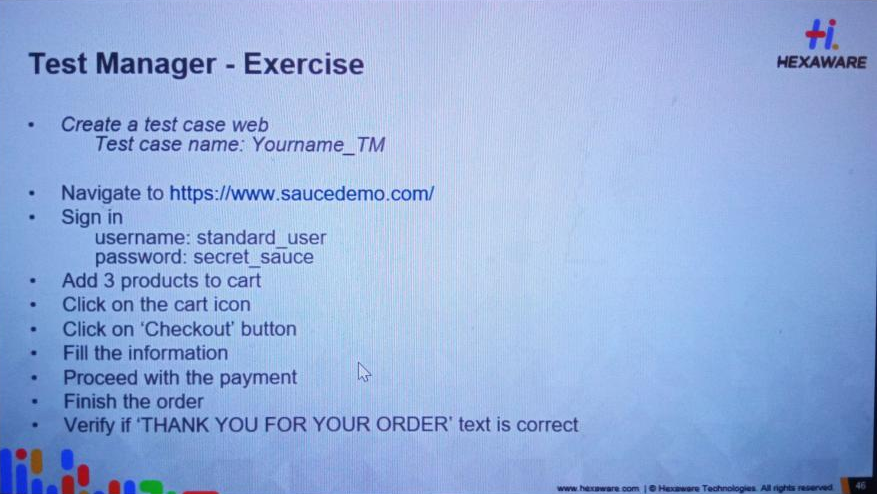 Test Manager - Exercise
HEXAWARE
• Create a test case web
Test case name: Yourname_TM
• Navigate to https://www.saucedemo.com/
• Sign in
username: standard_user
password: secret_sauce
• Add 3 products to cart
• Click on the cart icon
• Click on ‘Checkout’ button
• Fill the information
• Proceed with the payment
• Finish the order
• Verify if ‘THANK YOU FOR YOUR ORDER’ text is correct
www.hexaware.com | © Hexaware Technologies. All rights reserved. 46